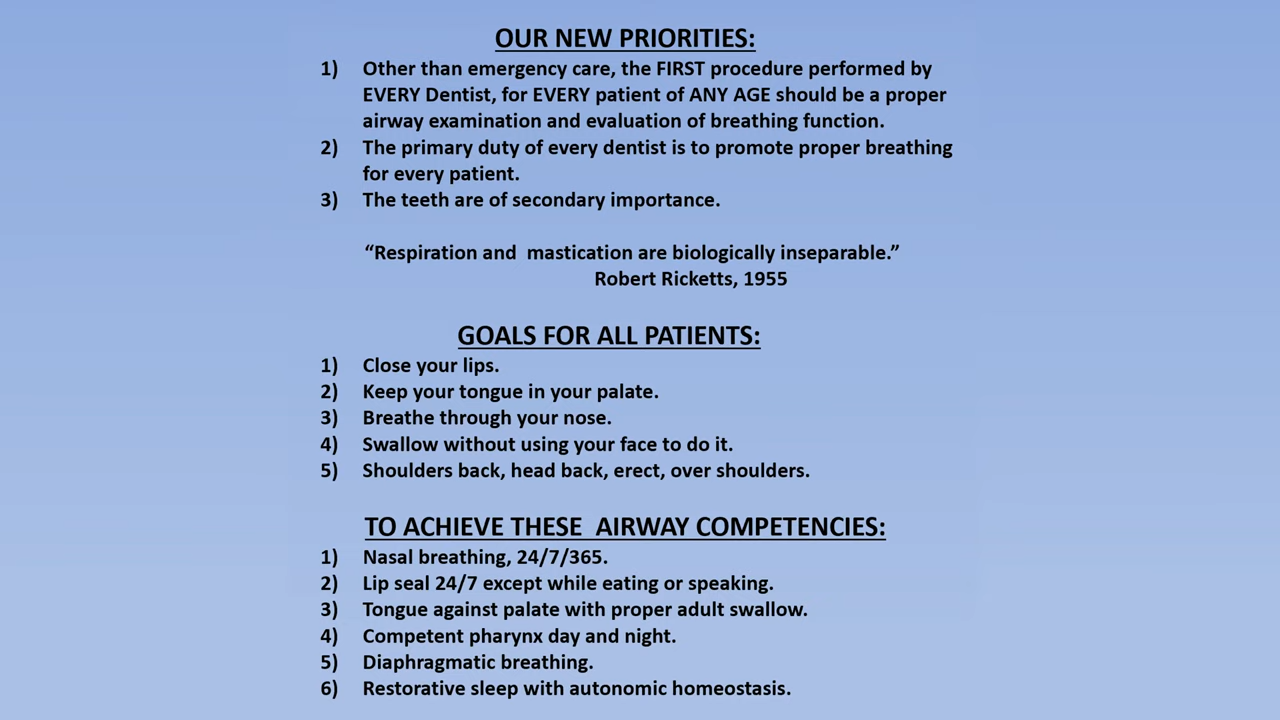 OUR NEW PRIORITIES:
1) Other than emergency care, the FIRST procedure performed by
EVERY Dentist, for EVERY patient of ANY AGE should be a proper
airway examination and evaluation of breathing function.
2) The primary duty of every dentist is to promote proper breathing
for every patient.
3) The teeth are of secondary importance.
“Respiration and  mastication are biologically inseparable.”
Robert Ricketts, 1955
GOALS FOR ALL PATIENTS:
1) Close your lips.
2) Keep your tongue in your palate.
3) Breathe through your nose.
4) Swallow without using your face to do it.
5) Shoulders back, head back, erect, over shoulders.
TO ACHIEVE THESE  AIRWAY COMPETENCIES:
1) Nasal breathing, 24/7/365.
2) Lip seal 24/7 except while eating or speaking.
3) Tongue against palate with proper adult swallow.
4) Competent pharynx day and night.
5) Diaphragmatic breathing.
6) Restorative sleep with autonomic homeostasis.